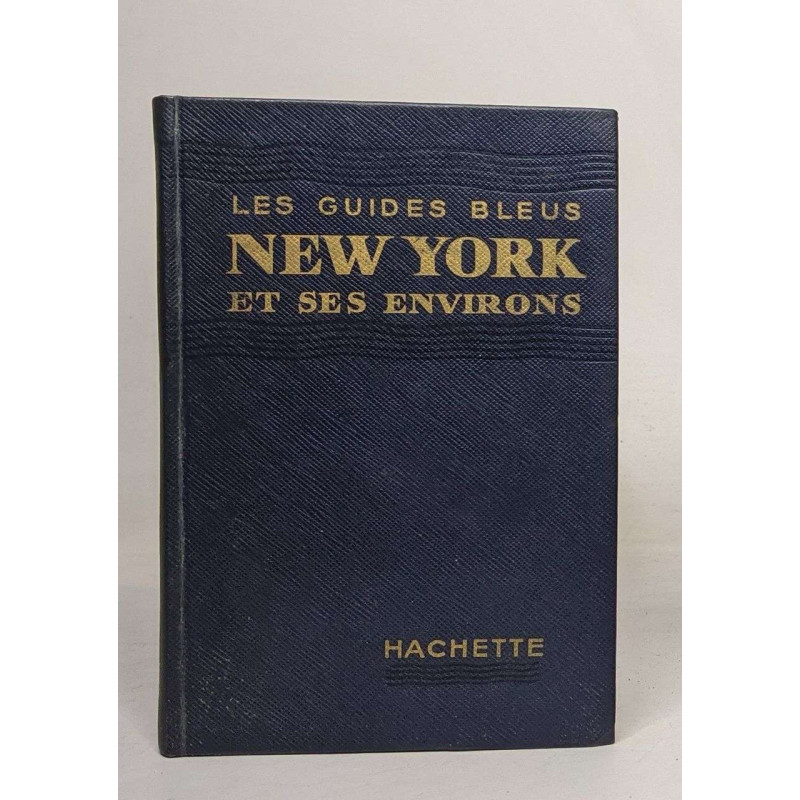 LES GUIDES BLEUS
NEW YORK
ET SES ENVIRONS
HACHETTE